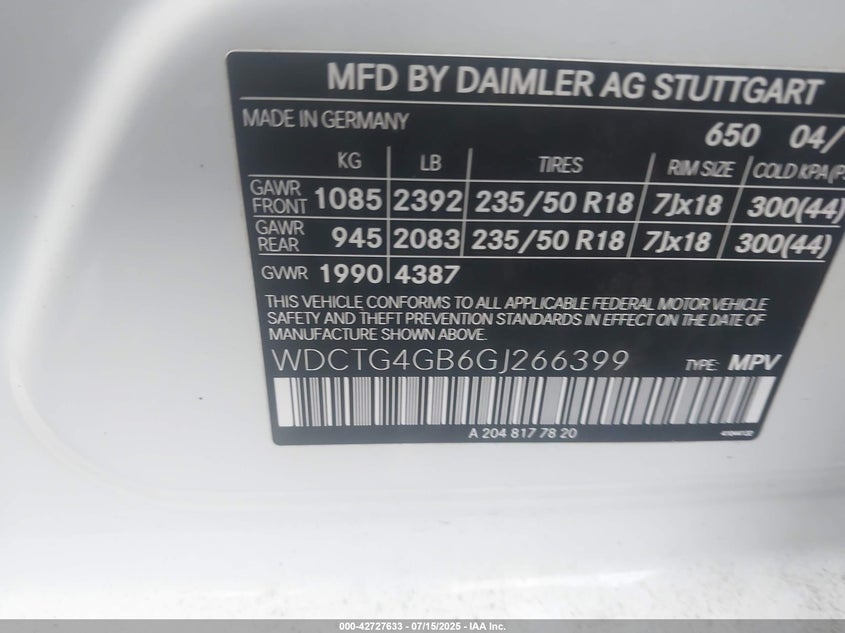 MFD BY DAIMLER AG STUTTGART
MADE IN GERMANY 650 04/
KG LB TIRES RIM SIZE COLD KPA(P
GAWR FRONT 1085 2392 235/50 R18 7Jx18 300(44)
GAWR REAR 945 2083 235/50 R18 7Jx18 300(44)
GVWR 1990 4387
THIS VEHICLE CONFORMS TO ALL APPLICABLE FEDERAL MOTOR VEHICLE
SAFETY AND THEFT PREVENTION STANDARDS IN EFFECT ON THE DATE OF
MANUFACTURE SHOWN ABOVE.
WDCTG4GB6GJ266399 TYPE: MPV
A 204 817 78 20
000-42727633 - 07/15/2025 - IAA Inc.